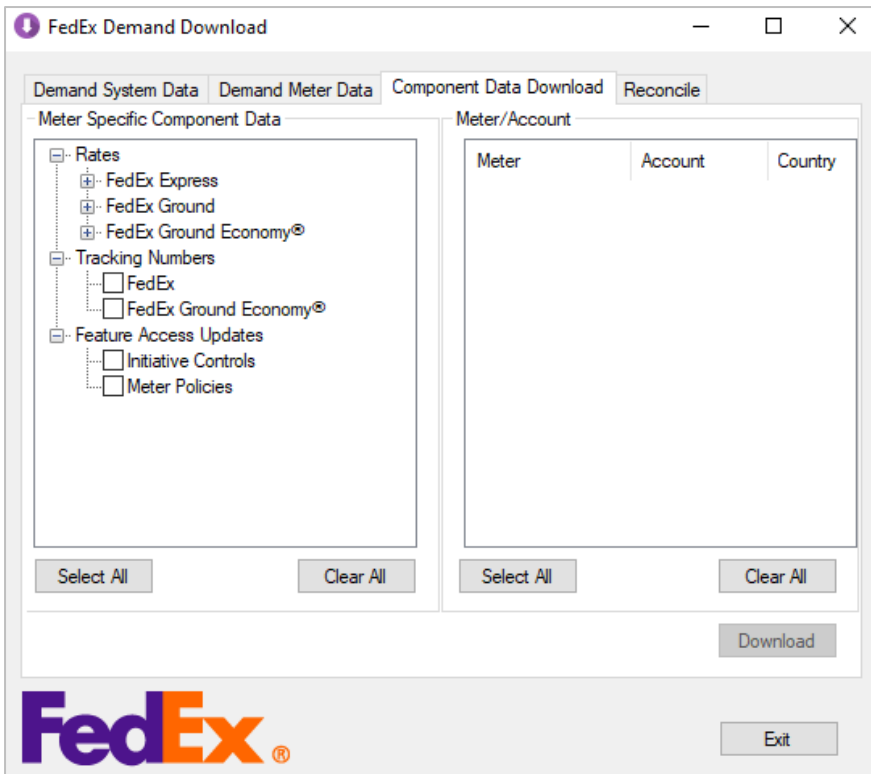 FedEx Demand Download
Demand System Data Demand Meter Data Component Data Download Reconcile
Meter Specific Component Data
Rates
FedEx Express
FedEx Ground
FedEx Ground Economy®
Tracking Numbers
FedEx
FedEx Ground Economy®
Feature Access Updates
Initiative Controls
Meter Policies
Select All Clear All
Meter/Account
Meter Account Country
Select All Clear All
Download
FedEx®
Exit